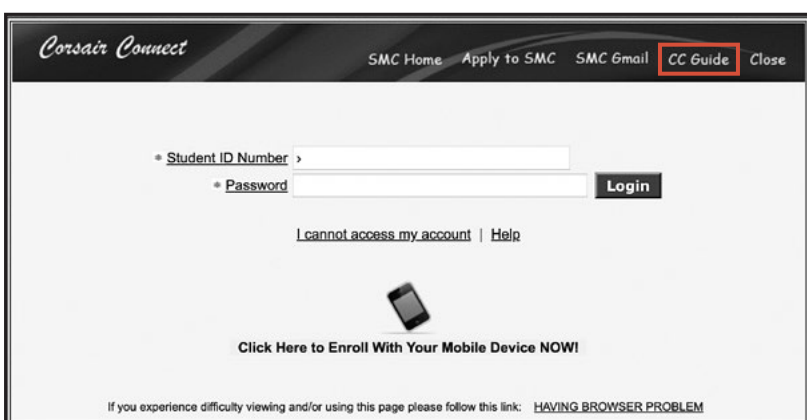 Corsair Connect
SMC Home Apply to SMC SMC Gmail CC Guide Close
* Student ID Number ›
* Password Login
I cannot access my account | Help
Click Here to Enroll With Your Mobile Device NOW!
If you experience difficulty viewing and/or using this page please follow this link: HAVING BROWSER PROBLEM